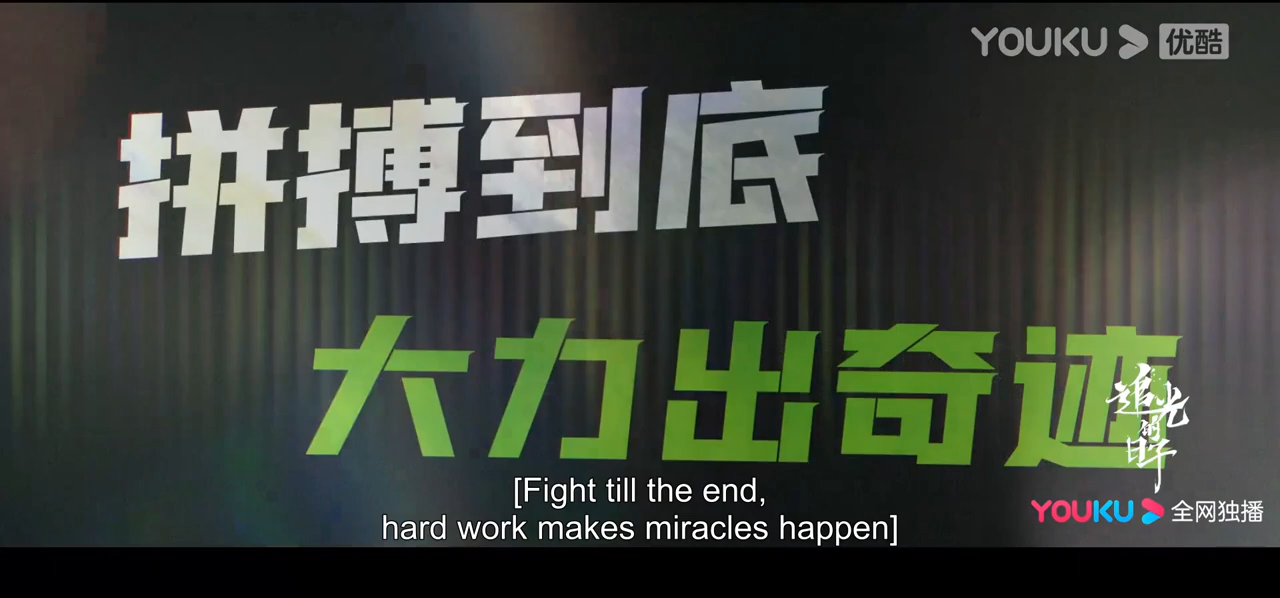 YOUKU 优酷
拼搏到底
大力出奇迹
追光的日子
[Fight till the end,
hard work makes miracles happen]
YOUKU 全网独播